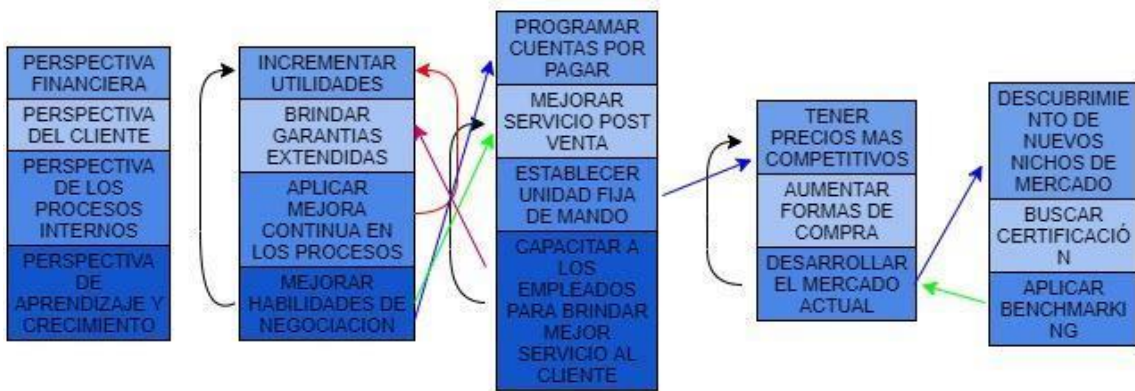 PERSPECTIVA
FINANCIERA
PERSPECTIVA
DEL CLIENTE
PERSPECTIVA
DE LOS
PROCESOS
INTERNOS
PERSPECTIVA
DE
APRENDIZAJE Y
CRECIMIENTO
INCREMENTAR
UTILIDADES
BRINDAR
GARANTIAS
EXTENDIDAS
APLICAR
MEJORA
CONTINUA EN
LOS PROCESOS
MEJORAR
HABILIDADES DE
NEGOCIACION
PROGRAMAR
CUENTAS POR
PAGAR
MEJORAR
SERVICIO POST
VENTA
ESTABLECER
UNIDAD FIJA
DE MANDO
CAPACITAR A
LOS
EMPLEADOS
PARA BRINDAR
MEJOR
SERVICIO AL
CLIENTE
TENER
PRECIOS MAS
COMPETITIVOS
AUMENTAR
FORMAS DE
COMPRA
DESARROLLAR
EL MERCADO
ACTUAL
DESCUBRIMIE
NTO DE
NUEVOS
NICHOS DE
MERCADO
BUSCAR
CERTIFICACIÓ
N
APLICAR
BENCHMARKI
NG